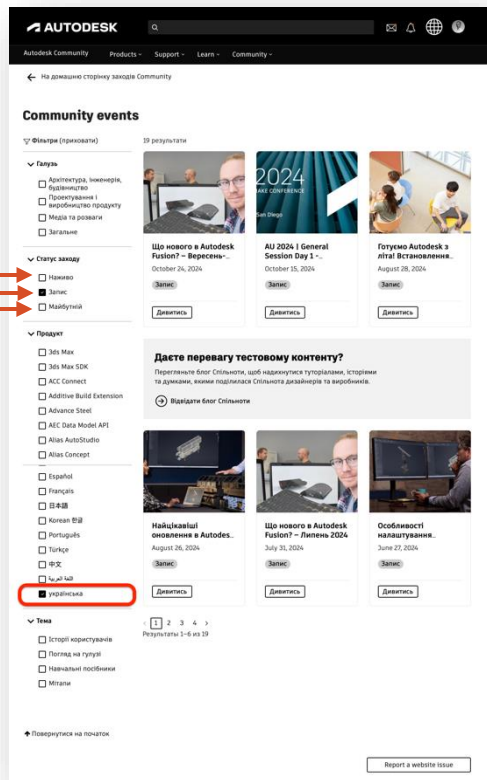 AUTODESK
Autodesk Community
Products
Support
Learn
Community
На домашню сторінку заходів Community
Community events
Фільтри (приховати)
19 результати
Галузь
Архітектура, інженерія,
будівництво
Проектування і
виробництво продукту
Медіа та розваги
Загальне
Статус заходу
Наживо
Запис
Майбутній
Продукт
3ds Max
3ds Max SDK
ACC Connect
Additive Build Extension
Advance Steel
AEC Data Model API
Alias AutoStudio
Alias Concept
Español
Français
日本語
Korean 한글
Português
Türkçe
中文
اللغة العربية
українська
Тема
Історії користувачів
Погляд на гулузі
Навчальні посібники
Мітапи
Повернутися на початок
2024
MAKE CONFERENCE
San Diego
Що нового в Autodesk
Fusion? – Вересень-..
October 24, 2024
Запис
Дивитись
AU 2024 | General
Session Day 1 -..
October 15, 2024
Запис
Дивитись
Готуємо Autodesk з
літа! Встановлення..
August 28, 2024
Запис
Дивитись
Даєте перевагу тестовому контенту?
Перегляньте блог Спільноти, щоб надихнутися туторіалами, історіями
та думками, якими поділилася Спільнота дизайнерів та виробників.
Відвідати блог Спільноти
Найцікавіші
оновлення в Autodes..
August 26, 2024
Запис
Дивитись
Що нового в Autodesk
Fusion? – Липень 2024
July 31, 2024
Запис
Дивитись
Особливості
налаштування..
June 27, 2024
Запис
Дивитись
‹ 1 2 3 4 ›
Результаты 1–6 из 19
Report a website issue